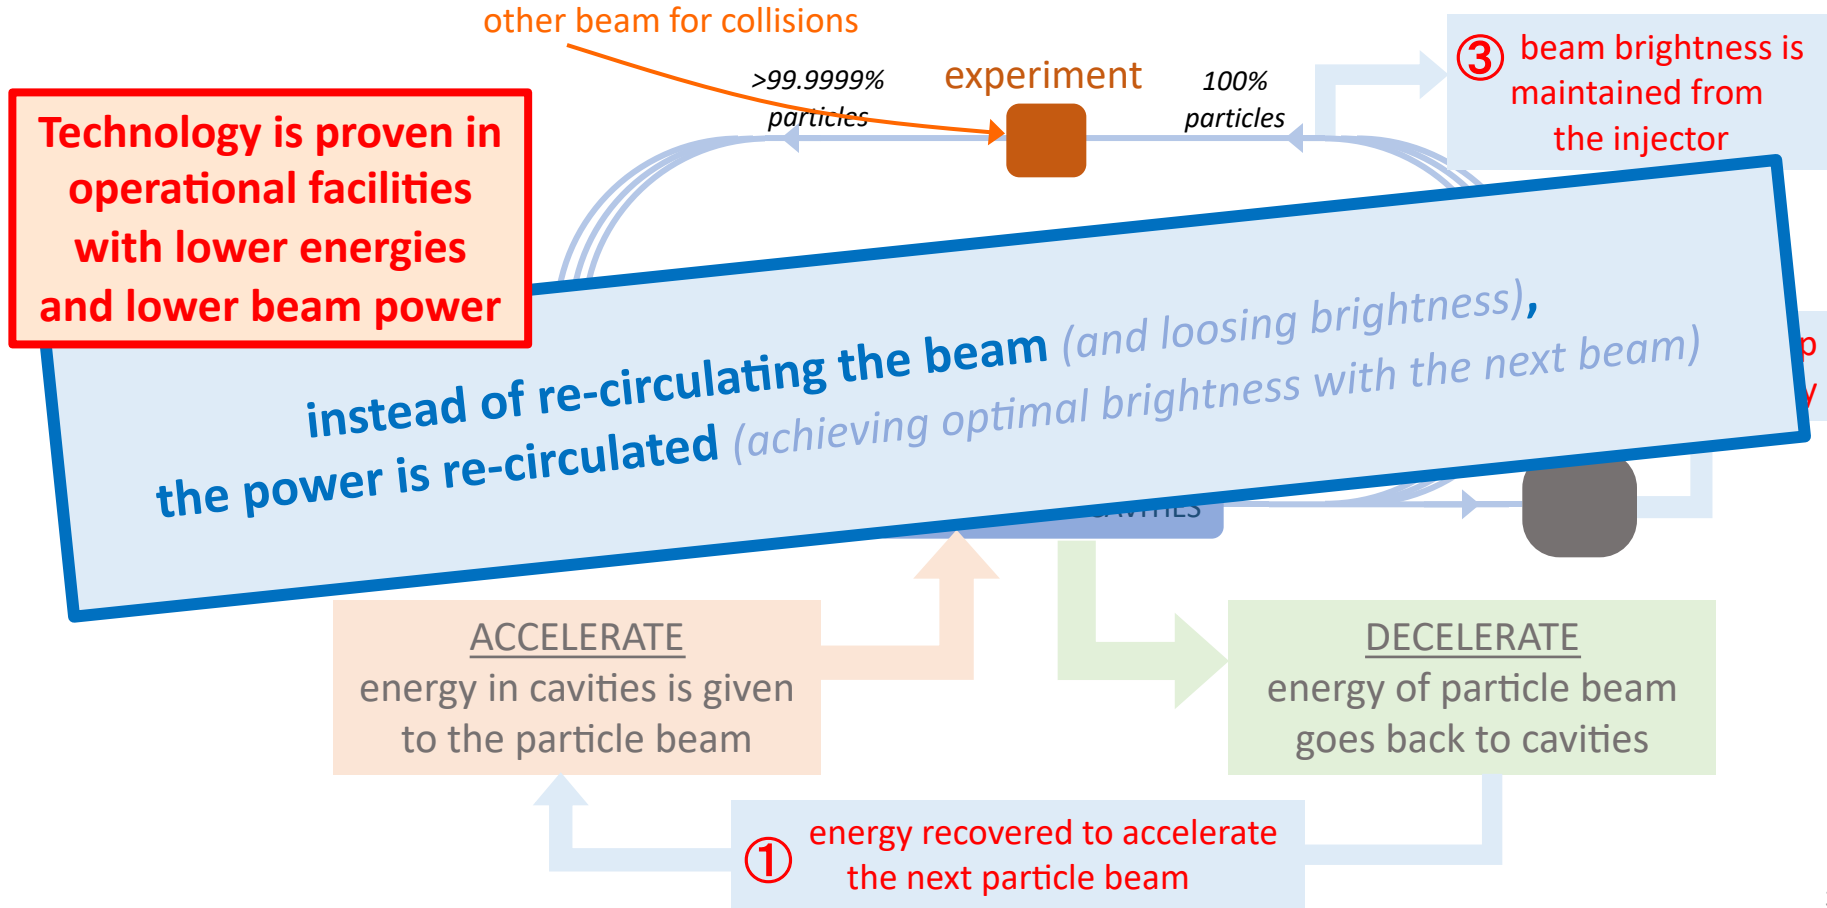 other beam for collisions
>99.9999%
particles
experiment
100%
particles
③ beam brightness is
maintained from
the injector
Technology is proven in
operational facilities
with lower energies
and lower beam power
instead of re-circulating the beam (and loosing brightness),
the power is re-circulated (achieving optimal brightness with the next beam)
p
y
CAVITIES
ACCELERATE
energy in cavities is given
to the particle beam
DECELERATE
energy of particle beam
goes back to cavities
① energy recovered to accelerate
the next particle beam